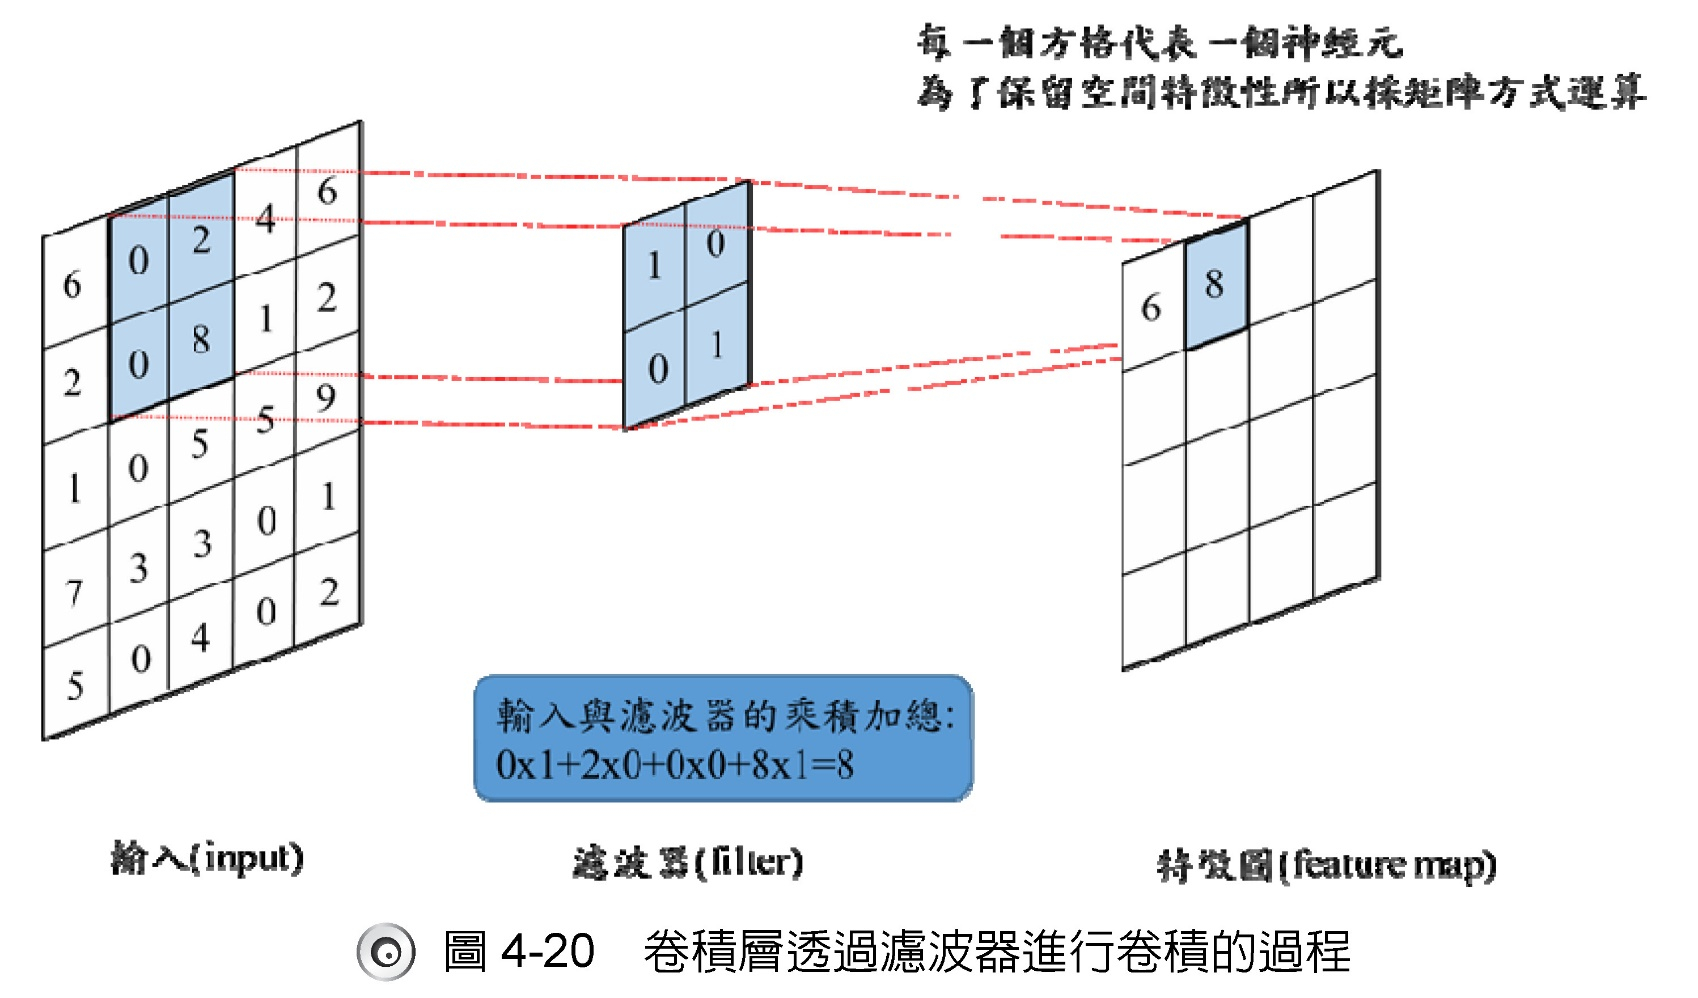 每一個方格代表一個神經元
為了保留空間特徵性所以採矩陣方式運算
6 0 2 4 6
2 0 8 1 2
1 0 5 5 9
7 3 3 0 1
5 0 4 0 2
1 0
0 1
6 8
輸入與濾波器的乘積加總:
0x1+2x0+0x0+8x1=8
輸入(input)
濾波器(filter)
特徵圖(feature map)
圖 4-20 卷積層透過濾波器進行卷積的過程